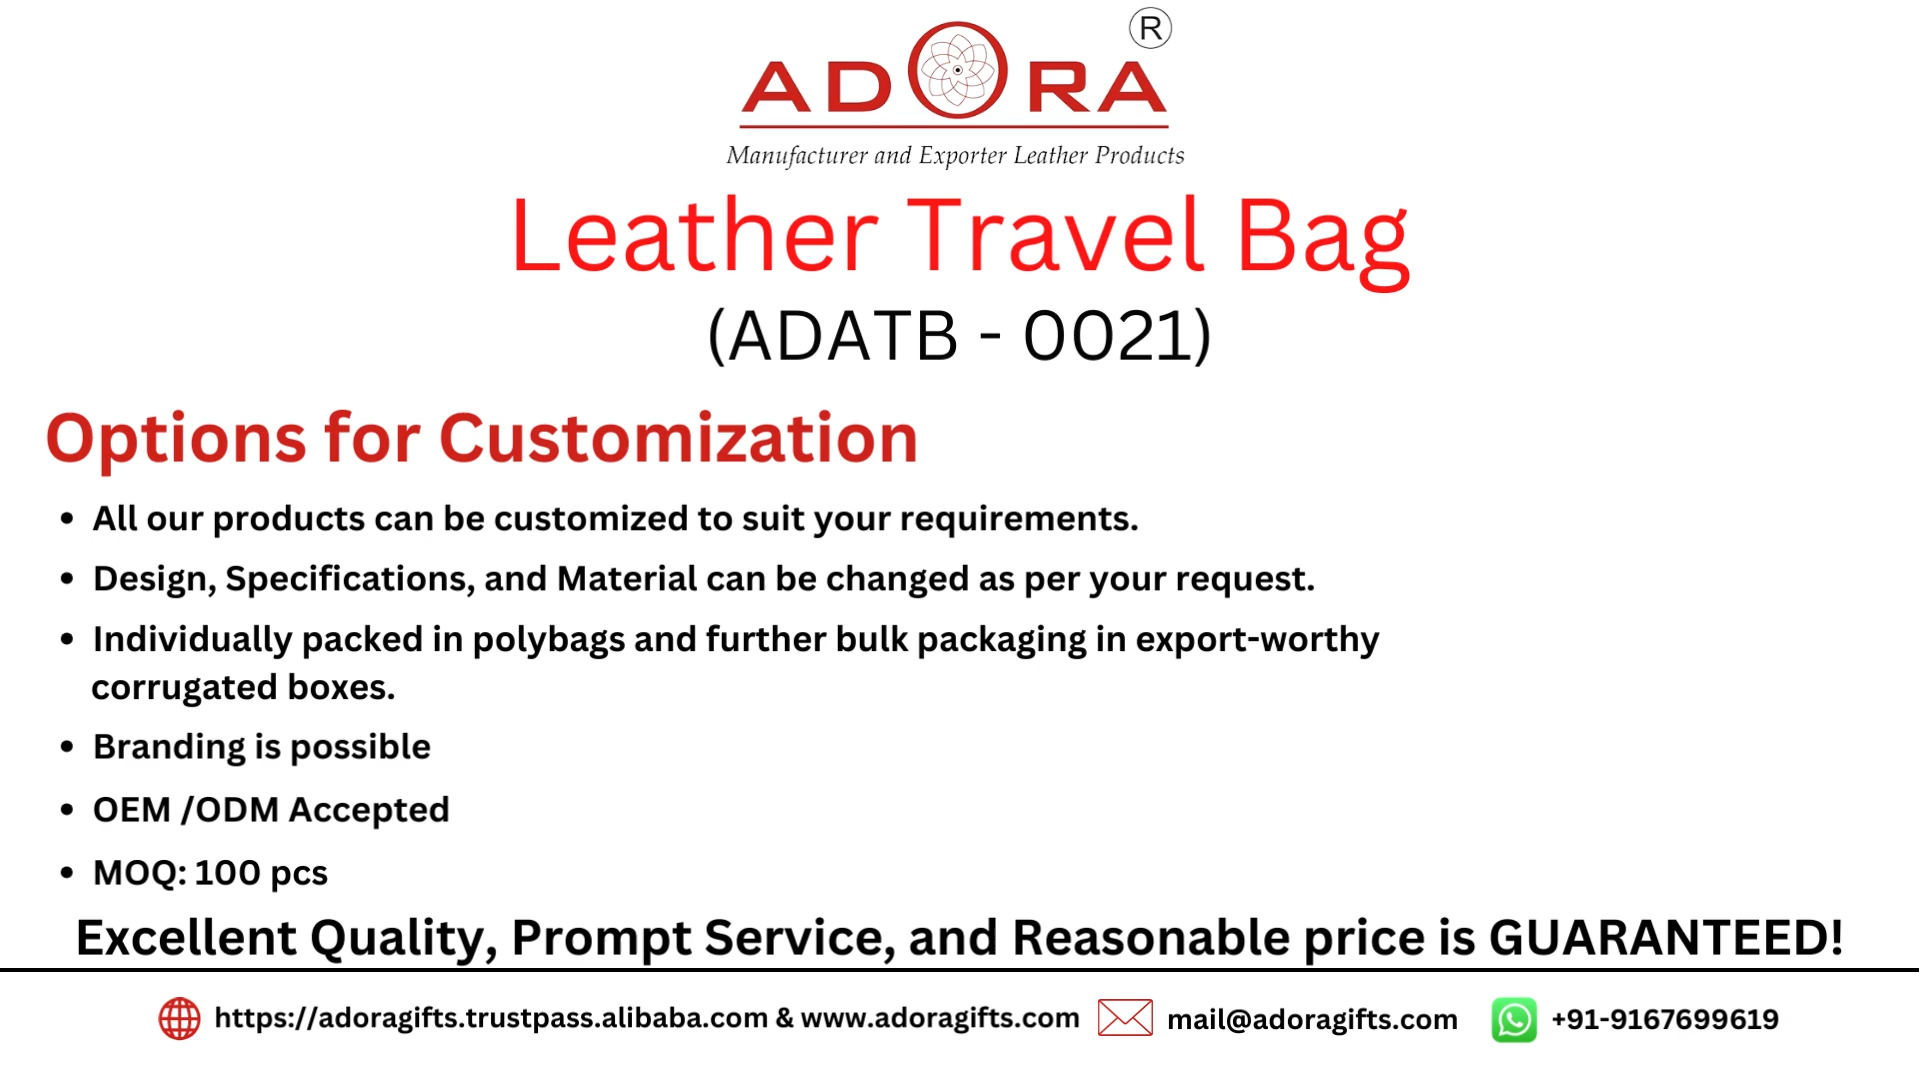 ADORA ®
Manufacturer and Exporter Leather Products
Leather Travel Bag
(ADATB - 0021)
Options for Customization
• All our products can be customized to suit your requirements.
• Design, Specifications, and Material can be changed as per your request.
• Individually packed in polybags and further bulk packaging in export-worthy
corrugated boxes.
• Branding is possible
• OEM /ODM Accepted
• MOQ: 100 pcs
Excellent Quality, Prompt Service, and Reasonable price is GUARANTEED!
https://adoragifts.trustpass.alibaba.com & www.adoragifts.com mail@adoragifts.com +91-9167699619